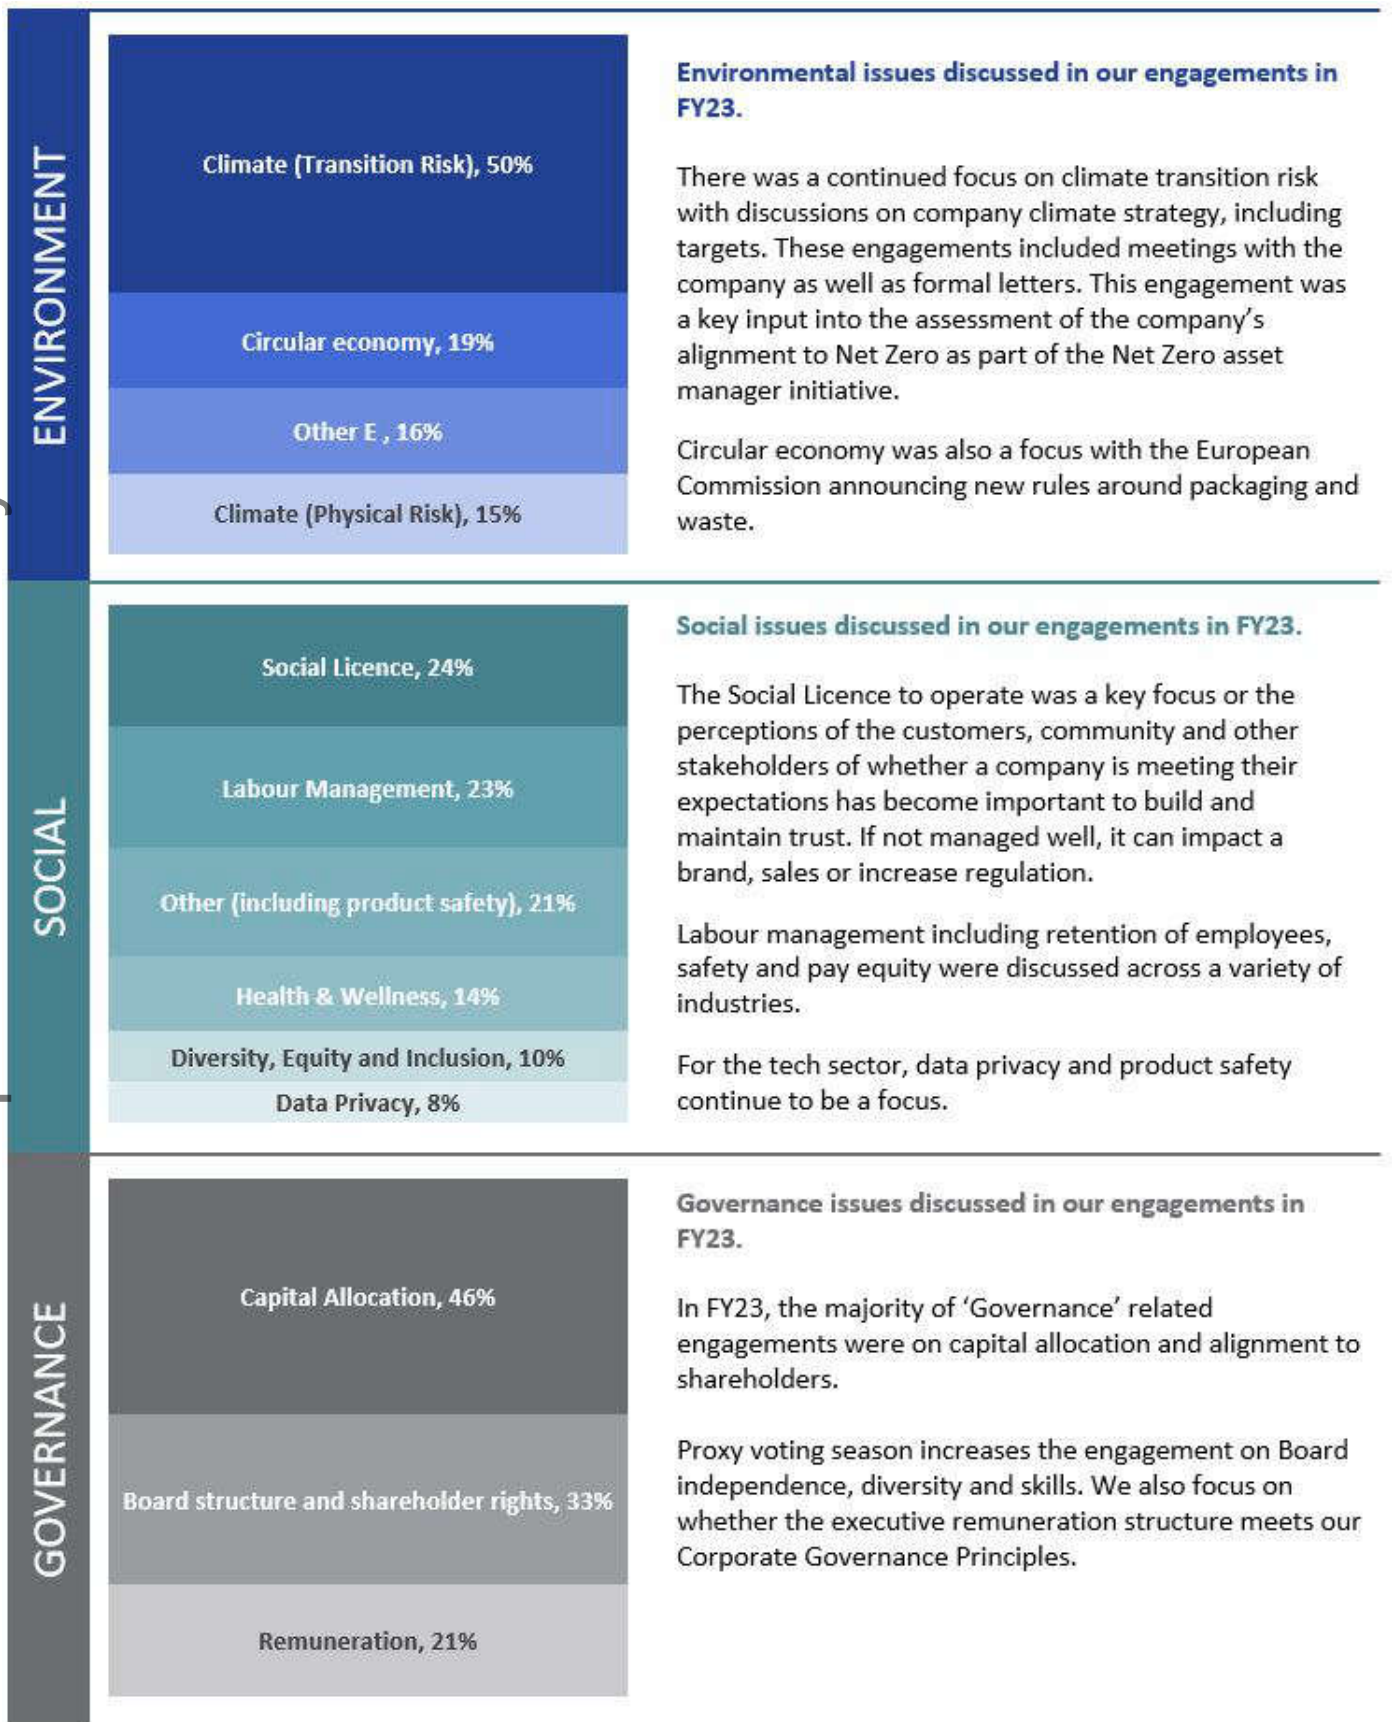 ENVIRONMENT
Climate (Transition Risk), 50%
Circular economy, 19%
Other E , 16%
Climate (Physical Risk), 15%
Environmental issues discussed in our engagements in
FY23.
There was a continued focus on climate transition risk
with discussions on company climate strategy, including
targets. These engagements included meetings with the
company as well as formal letters. This engagement was
a key input into the assessment of the company's
alignment to Net Zero as part of the Net Zero asset
manager initiative.
Circular economy was also a focus with the European
Commission announcing new rules around packaging and
waste.
SOCIAL
Social Licence, 24%
Labour Management, 23%
Other (including product safety), 21%
Health & Wellness, 14%
Diversity, Equity and Inclusion, 10%
Data Privacy, 8%
Social issues discussed in our engagements in FY23.
The Social Licence to operate was a key focus or the
perceptions of the customers, community and other
stakeholders of whether a company is meeting their
expectations has become important to build and
maintain trust. If not managed well, it can impact a
brand, sales or increase regulation.
Labour management including retention of employees,
safety and pay equity were discussed across a variety of
industries.
For the tech sector, data privacy and product safety
continue to be a focus.
GOVERNANCE
Capital Allocation, 46%
Board structure and shareholder rights, 33%
Remuneration, 21%
Governance issues discussed in our engagements in
FY23.
In FY23, the majority of ‘Governance’ related
engagements were on capital allocation and alignment to
shareholders.
Proxy voting season increases the engagement on Board
independence, diversity and skills. We also focus on
whether the executive remuneration structure meets our
Corporate Governance Principles.